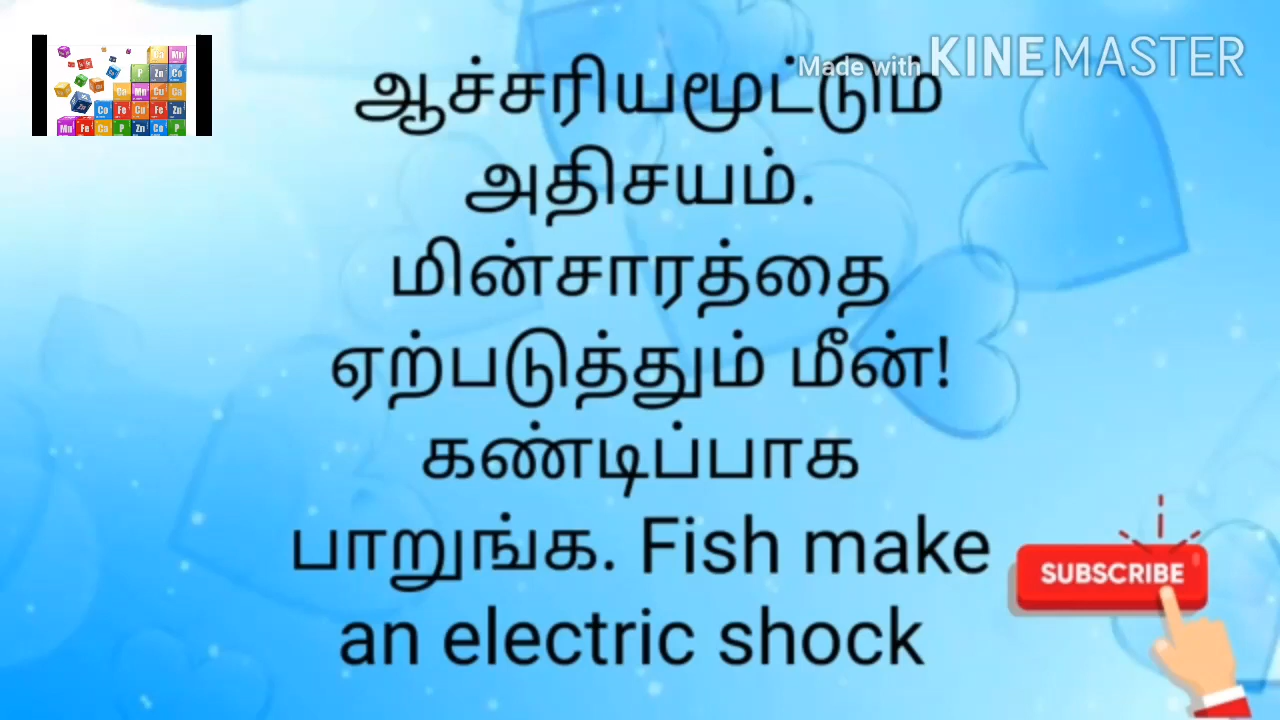 Made with KINEMASTER
ஆச்சரியமூட்டும்
அதிசயம்.
மின்சாரத்தை
ஏற்படுத்தும் மீன்!
கண்டிப்பாக
பாறுங்க. Fish make
an electric shock
SUBSCRIBE